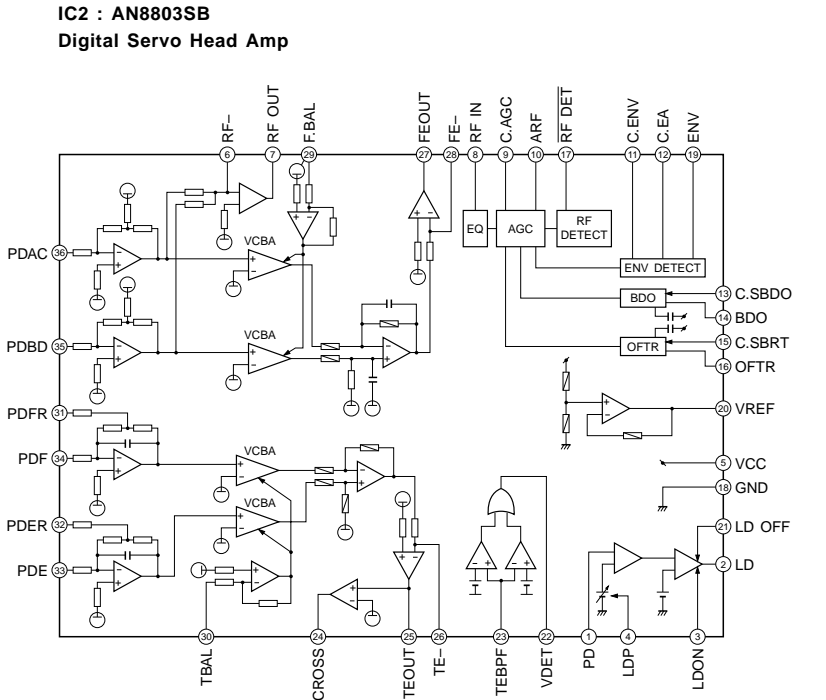 IC2 : AN8803SB
Digital Servo Head Amp
RF–
RF OUT
F.BAL
FEOUT
FE–
RF IN
C.AGC
ARF
RF DET
C.ENV
C.EA
ENV
6
7
29
27
28
8
9
10
17
11
12
19
PDAC 36
VCBA
EQ
AGC
RF DETECT
ENV DETECT
BDO
13 C.SBDO
14 BDO
PDBD 35
VCBA
OFTR
15 C.SBRT
16 OFTR
PDFR 31
20 VREF
PDF 34
VCBA
5 VCC
18 GND
VCBA
PDER 32
21 LD OFF
PDE 33
2 LD
30
24
25
26
23
22
1
4
3
TBAL
CROSS
TEOUT
TE–
TEBPF
VDET
PD
LDP
LDON